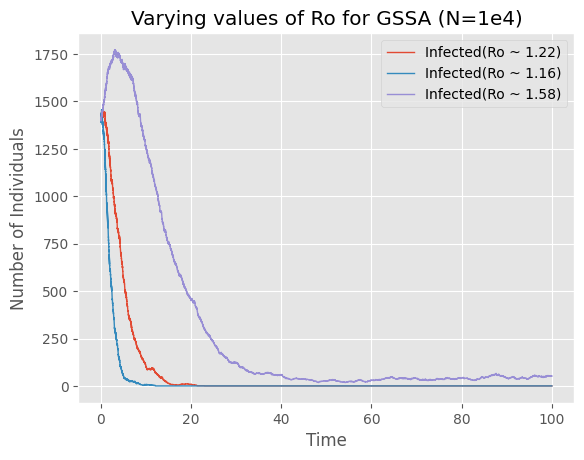 Varying values of Ro for GSSA (N=1e4)
Infected(Ro ~ 1.22)
Infected(Ro ~ 1.16)
Infected(Ro ~ 1.58)
Number of Individuals
1750
1500
1250
1000
750
500
250
0
0 20 40 60 80 100
Time